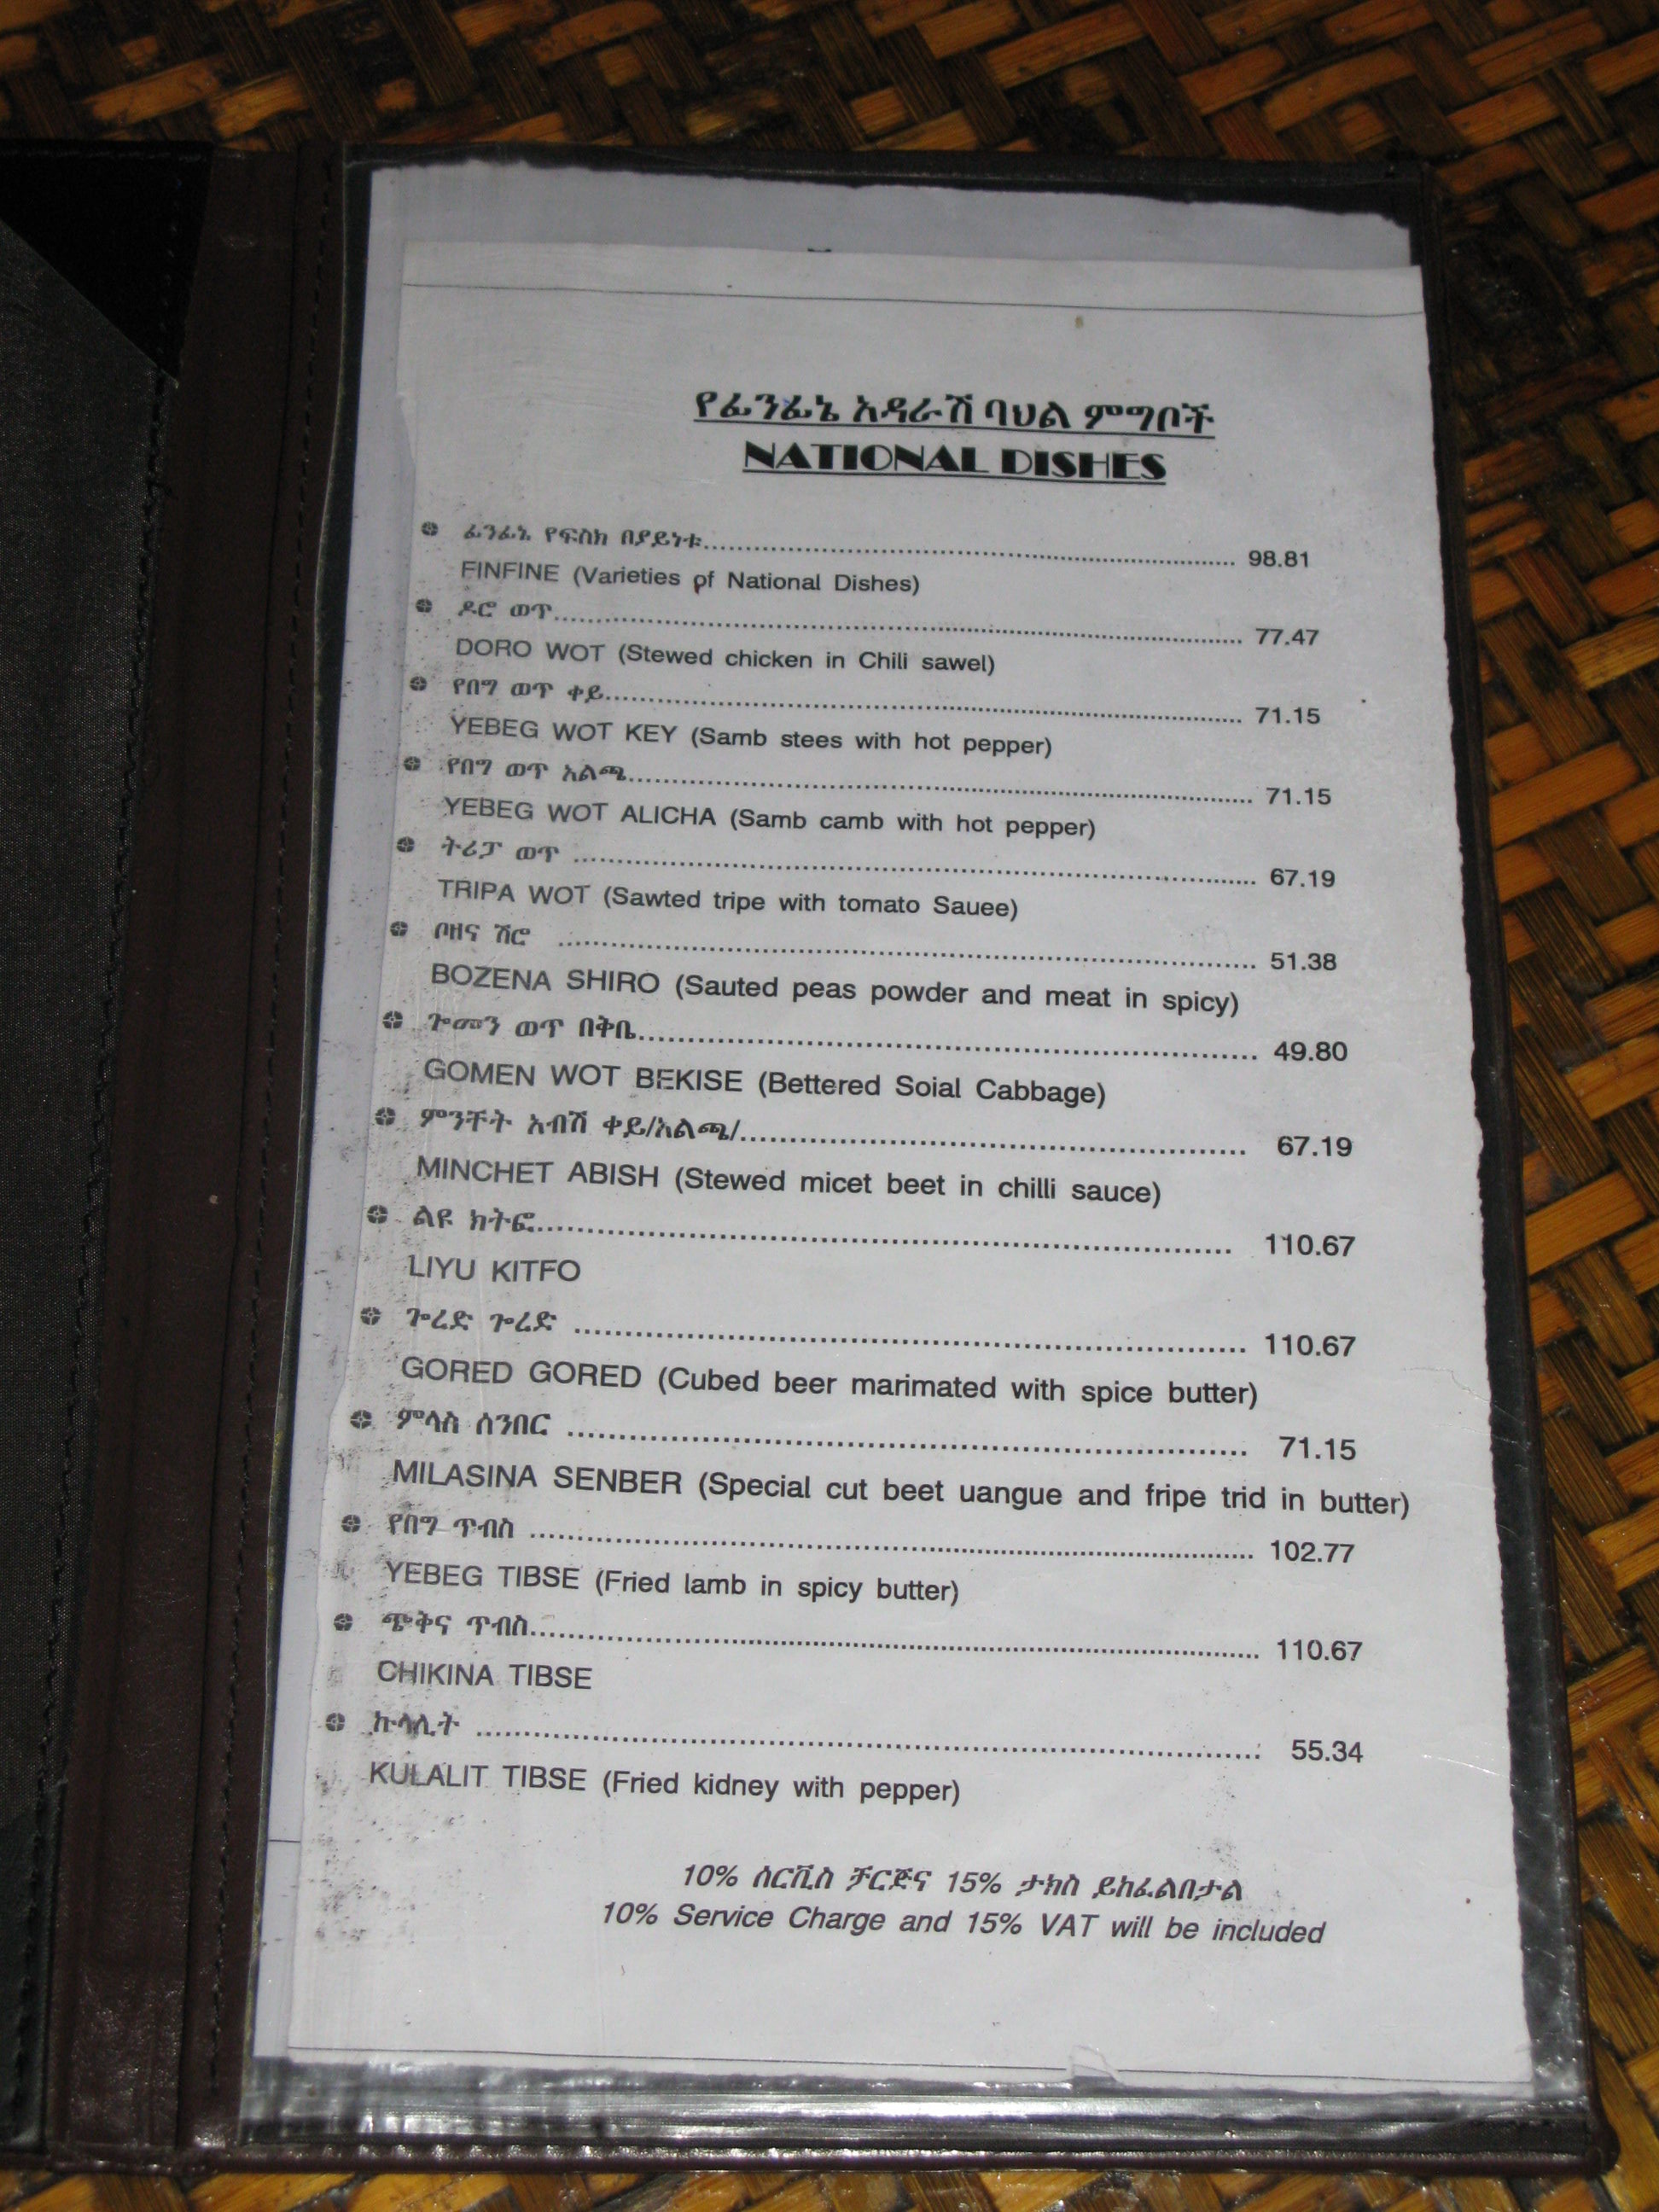 የፊንፊኔ አዳራሽ ባህል ምግቦች
NATIONAL DISHES
ፊንፊኔ የፍስክ በያይነቱ 98.81
FINFINE (Varieties of National Dishes)
ዶሮ ወጥ 77.47
DORO WOT (Stewed chicken in Chili sawel)
የበግ ወጥ ቀይ 71.15
YEBEG WOT KEY (Samb stees with hot pepper)
የበግ ወጥ አልጫ 71.15
YEBEG WOT ALICHA (Samb camb with hot pepper)
ትሪፓ ወጥ 67.19
TRIPA WOT (Sawted tripe with tomato Sauee)
ቦዘና ሽሮ 51.38
BOZENA SHIRO (Sauted peas powder and meat in spicy)
ጐመን ወጥ በቅቤ 49.80
GOMEN WOT BEKISE (Bettered Soial Cabbage)
ምንቸት አብሽ ቀይ/አልጫ/ 67.19
MINCHET ABISH (Stewed micet beet in chilli sauce)
ልዩ ክትፎ 110.67
LIYU KITFO
ጐረድ ጐረድ 110.67
GORED GORED (Cubed beer marimated with spice butter)
ምላስ ሰንበር 71.15
MILASINA SENBER (Special cut beet uangue and fripe trid in butter)
የበግ ጥብስ 102.77
YEBEG TIBSE (Fried lamb in spicy butter)
ጭቅና ጥብስ 110.67
CHIKINA TIBSE
ኩላሊት 55.34
KULALIT TIBSE (Fried kidney with pepper)
10% ሰርቪስ ቻርጅና 15% ታክስ ይከፈልበታል
10% Service Charge and 15% VAT will be included